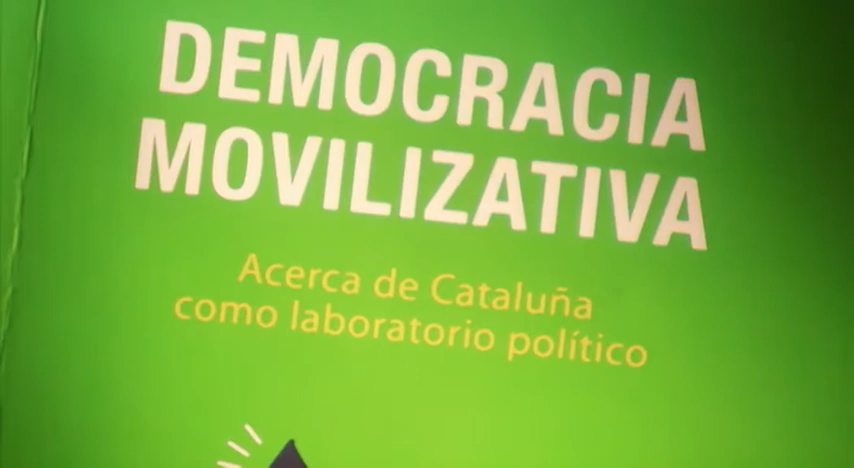 DEMOCRACIA
MOVILIZATIVA
Acerca de Cataluña
como laboratorio político